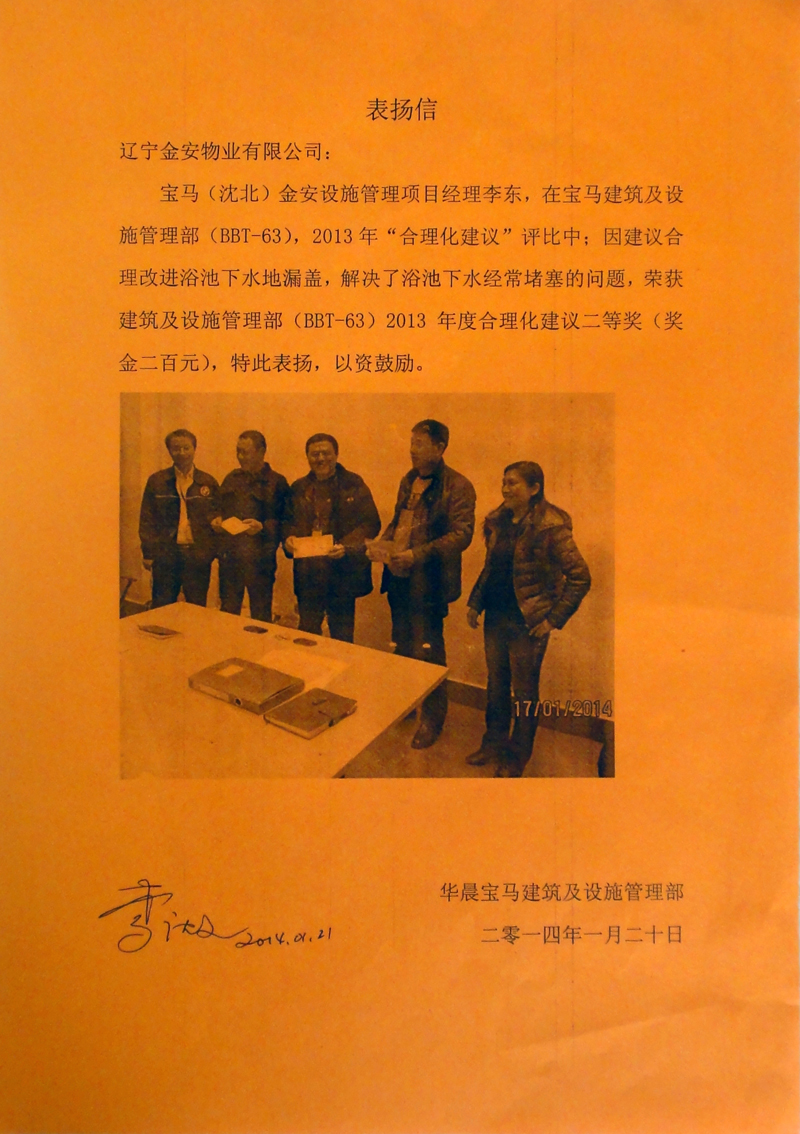 表扬信
辽宁金安物业有限公司：
宝马（沈北）金安设施管理项目经理李东，在宝马建筑及设
施管理部（BBT-63），2013年“合理化建议”评比中；因建议合
理改进浴池下水地漏盖，解决了浴池下水经常堵塞的问题，荣获
建筑及设施管理部（BBT-63）2013 年度合理化建议二等奖（奖
金二百元），特此表扬，以资鼓励。
17/01/2014
华晨宝马建筑及设施管理部
2014.01.21
二零一四年一月二十日